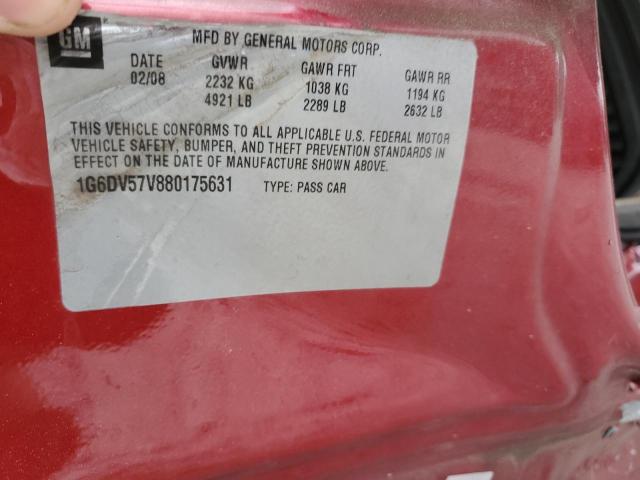 GM
MFD BY GENERAL MOTORS CORP.
DATE GVWR GAWR FRT GAWR RR
02/08 2232 KG 1038 KG 1194 KG
4921 LB 2289 LB 2632 LB
THIS VEHICLE CONFORMS TO ALL APPLICABLE U.S. FEDERAL MOTOR
VEHICLE SAFETY, BUMPER, AND THEFT PREVENTION STANDARDS IN
EFFECT ON THE DATE OF MANUFACTURE SHOWN ABOVE.
1G6DV57V880175631 TYPE: PASS CAR